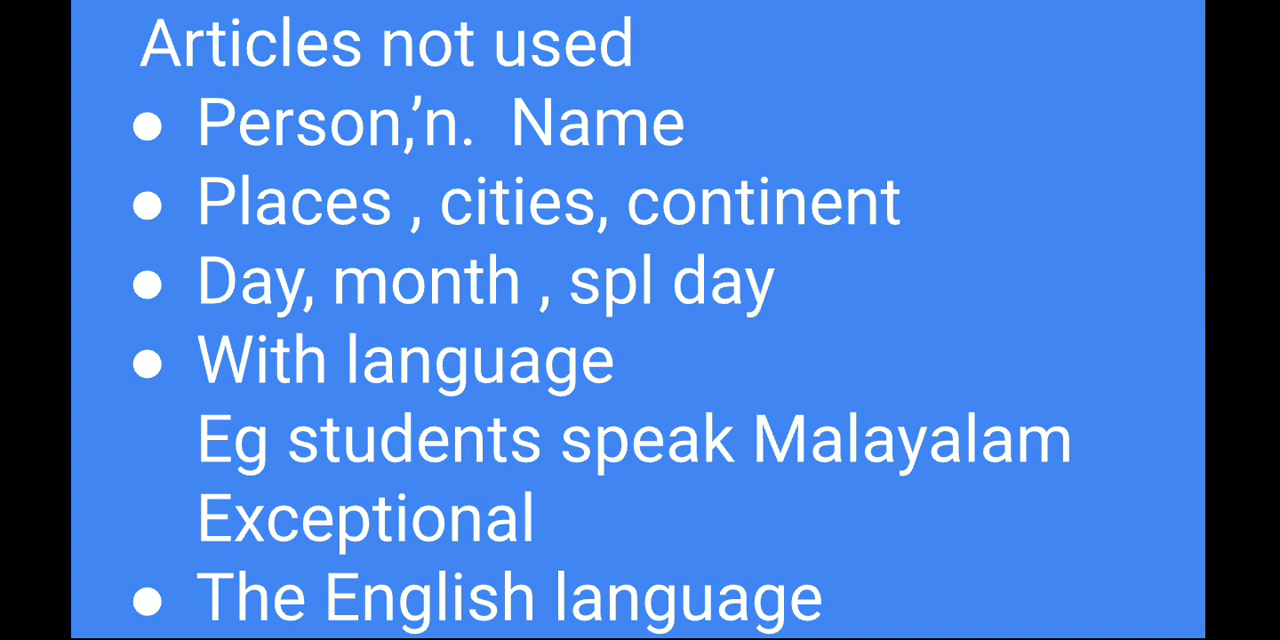 Articles not used
● Person,’n. Name
● Places , cities, continent
● Day, month , spl day
● With language
Eg students speak Malayalam
Exceptional
● The English language